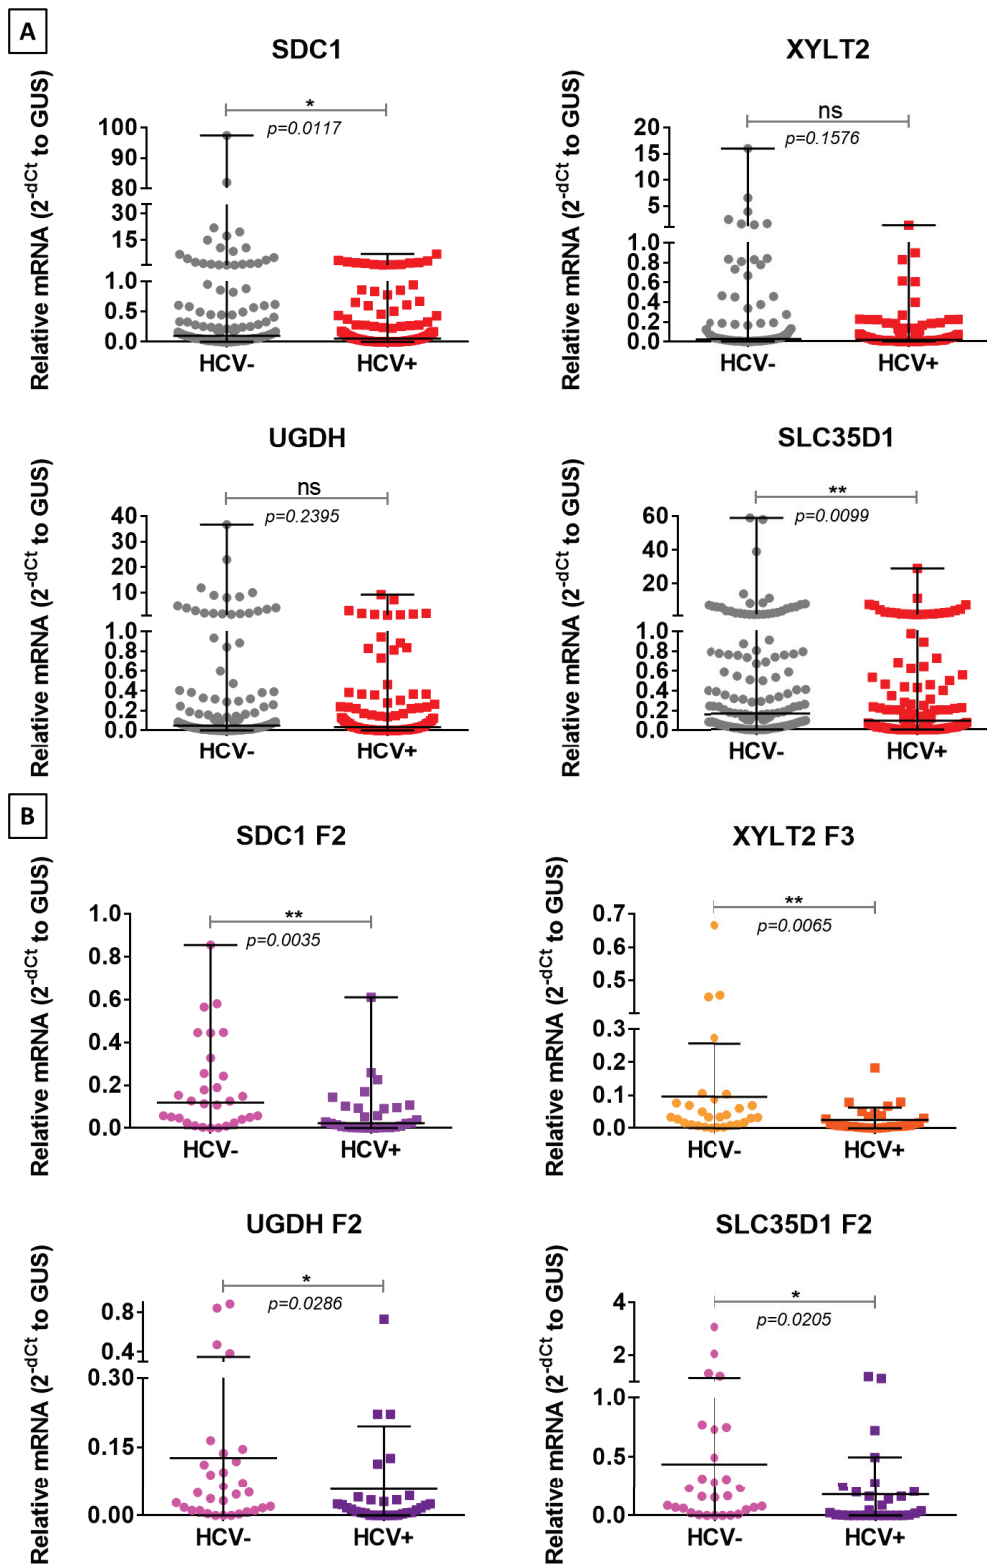 A
SDC1
Relative mRNA (2^-dCt to GUS)
*
p=0.0117
100
90
80
30
15
1.0
0.5
0.0
HCV-
HCV+
XYLT2
Relative mRNA (2^-dCt to GUS)
ns
p=0.1576
20
15
10
5
1.0
0.8
0.6
0.4
0.2
0.0
HCV-
HCV+
UGDH
Relative mRNA (2^-dCt to GUS)
ns
p=0.2395
40
30
20
10
1.0
0.8
0.6
0.4
0.2
0.0
HCV-
HCV+
SLC35D1
Relative mRNA (2^-dCt to GUS)
**
p=0.0099
60
40
20
1.0
0.8
0.6
0.4
0.2
0.0
HCV-
HCV+
B
SDC1 F2
Relative mRNA (2^-dCt to GUS)
**
p=0.0035
1.0
0.8
0.6
0.4
0.2
0.0
HCV-
HCV+
XYLT2 F3
Relative mRNA (2^-dCt to GUS)
**
p=0.0065
0.7
0.6
0.5
0.3
0.2
0.1
0.0
HCV-
HCV+
UGDH F2
Relative mRNA (2^-dCt to GUS)
*
p=0.0286
0.8
0.4
0.30
0.15
0.00
HCV-
HCV+
SLC35D1 F2
Relative mRNA (2^-dCt to GUS)
*
p=0.0205
4
2
1.0
0.5
0.0
HCV-
HCV+